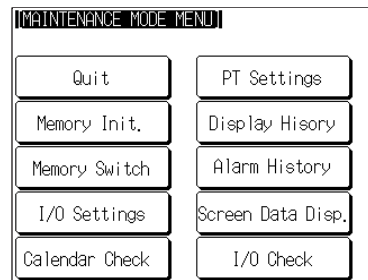 [MAINTENANCE MODE MENU]
Quit
PT Settings
Memory Init.
Display Hisory
Memory Switch
Alarm History
I/O Settings
Screen Data Disp.
Calendar Check
I/O Check